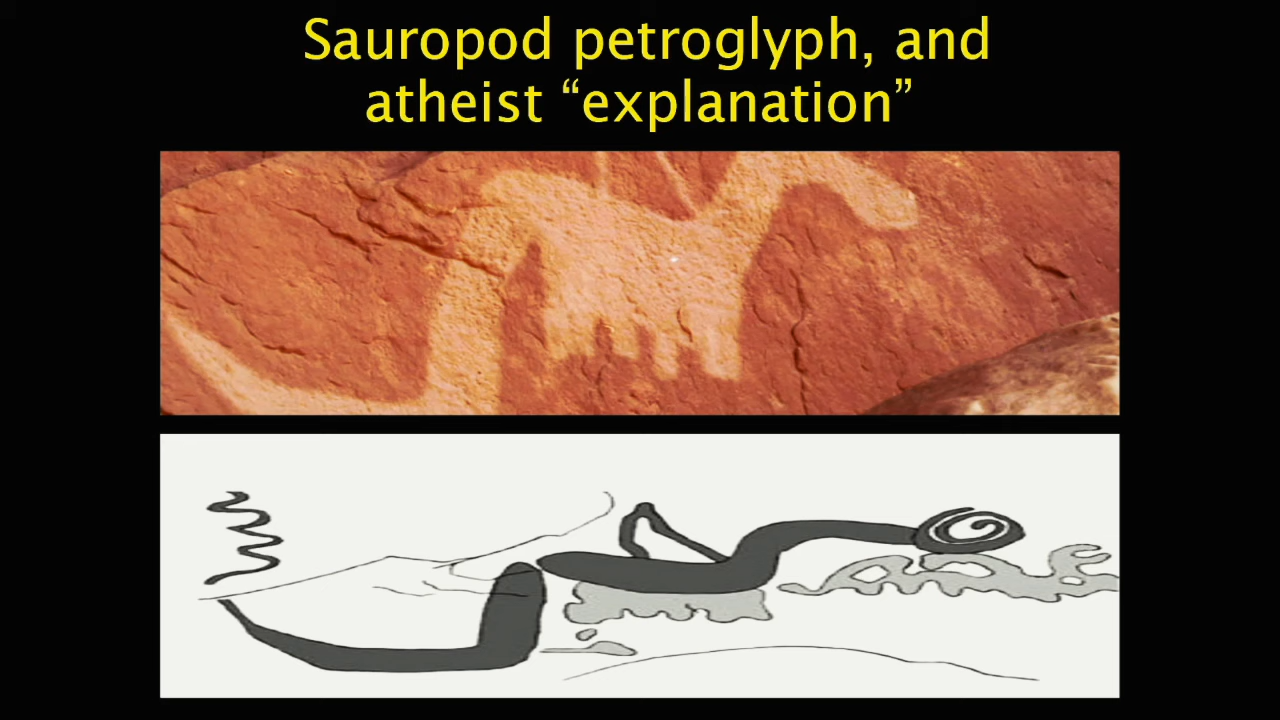 Sauropod petroglyph, and
atheist “explanation”